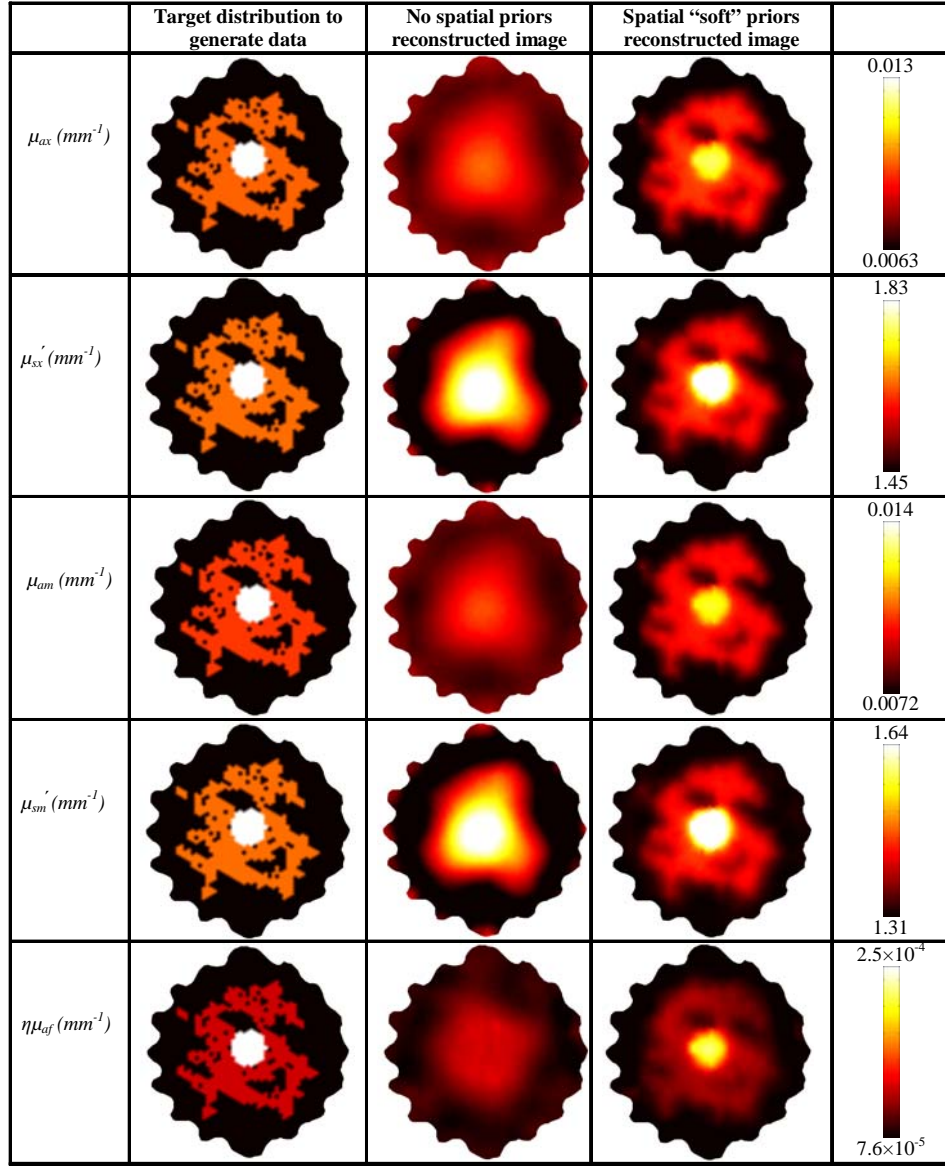 Target distribution to
generate data
No spatial priors
reconstructed image
Spatial “soft” priors
reconstructed image
μax (mm-1)
0.013
0.0063
μsx′ (mm-1)
1.83
1.45
μam (mm-1)
0.014
0.0072
μsm′ (mm-1)
1.64
1.31
ημaf (mm-1)
2.5×10-4
7.6×10-5